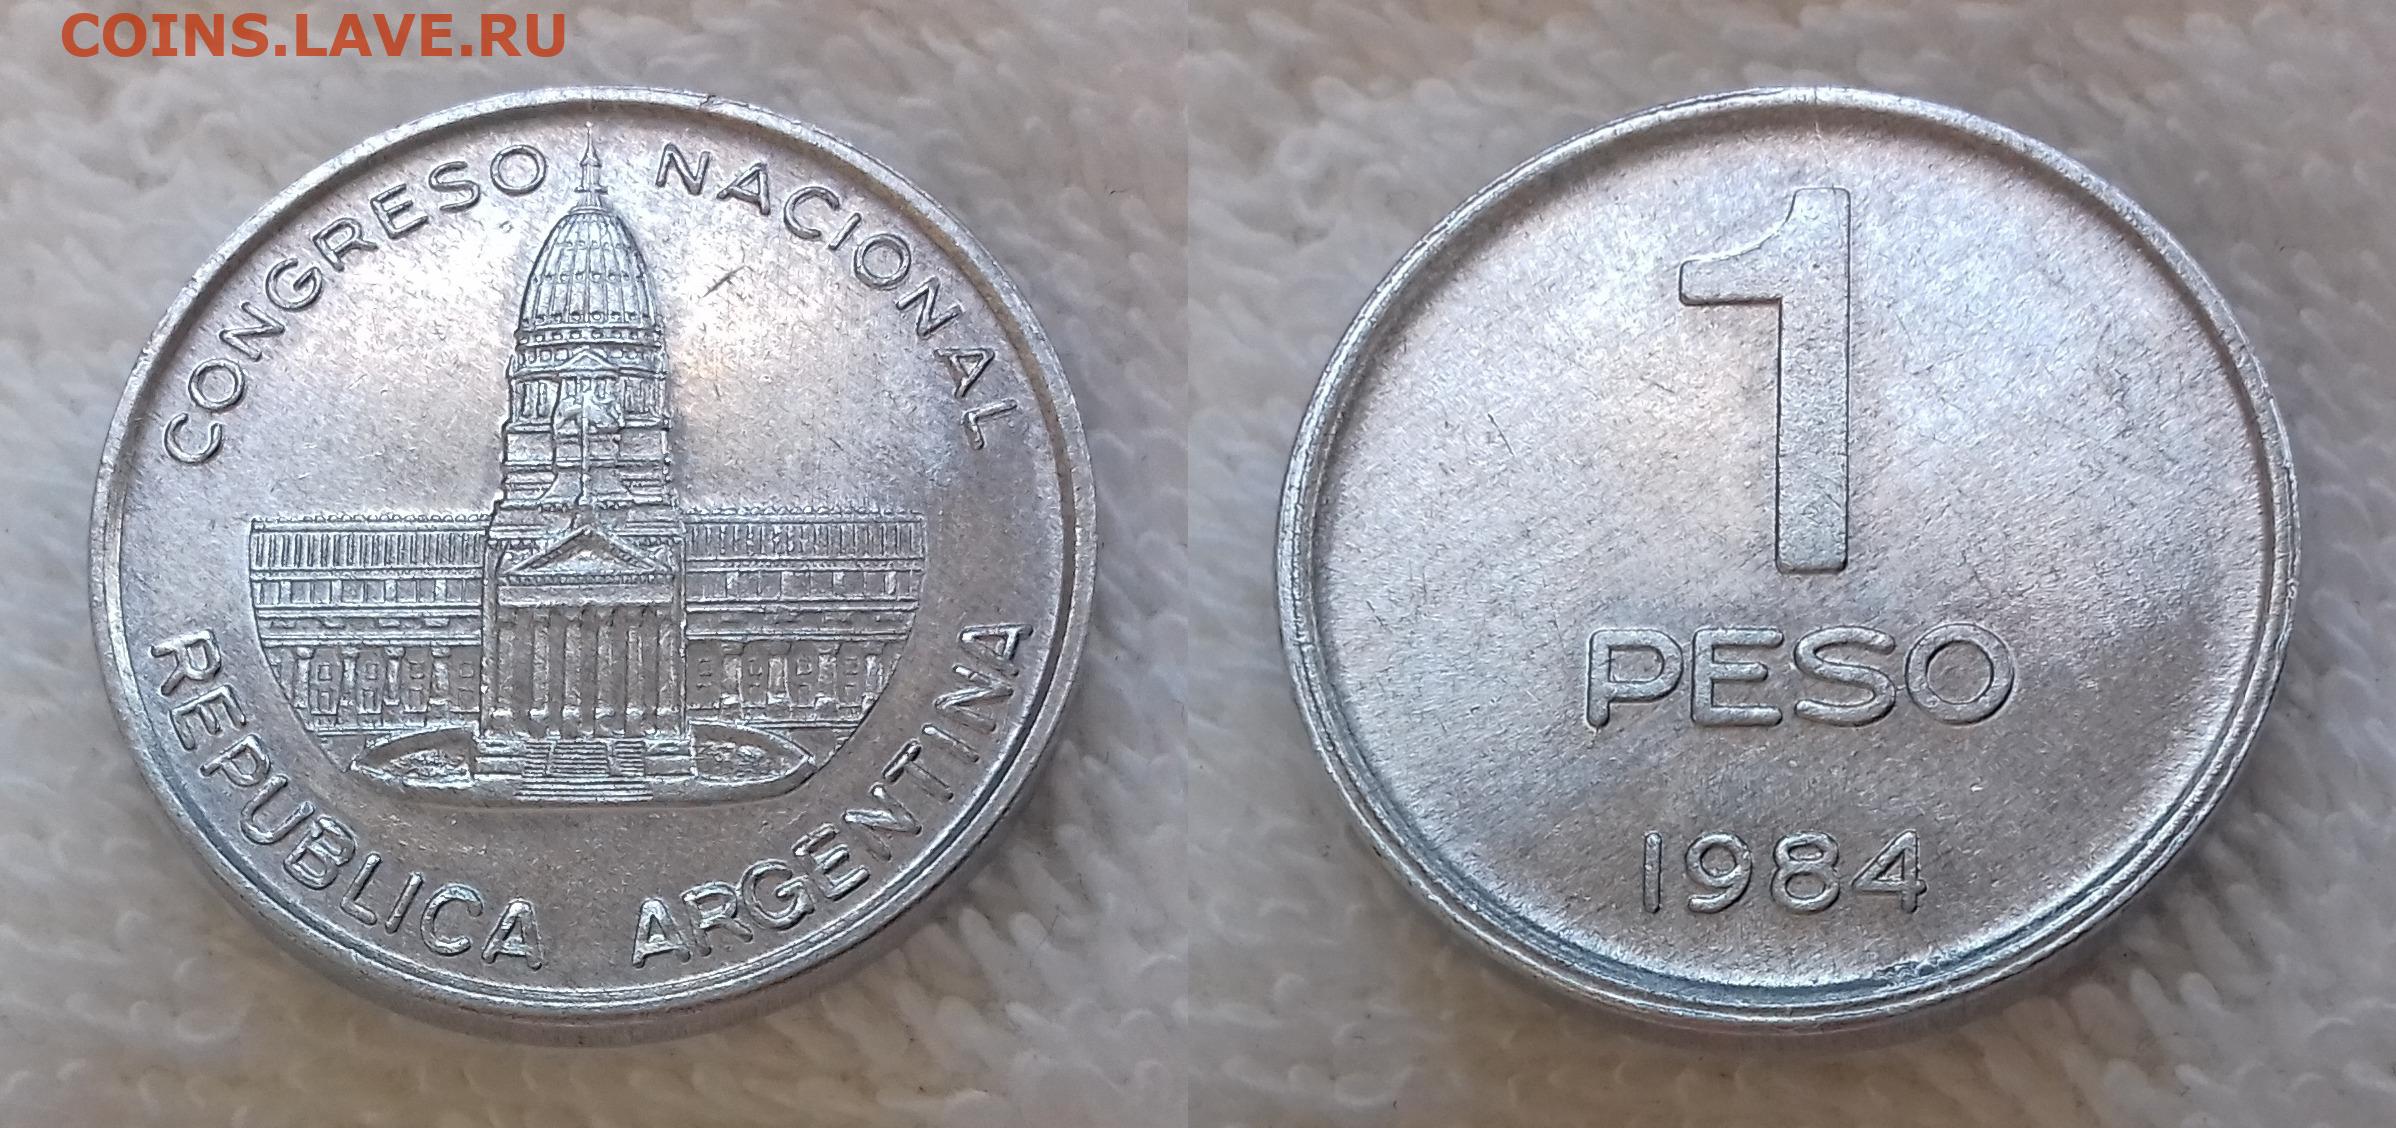 COINS.LAVE.RU
CONGRESO NACIONAL
REPUBLICA ARGENTINA
1
PESO
1984